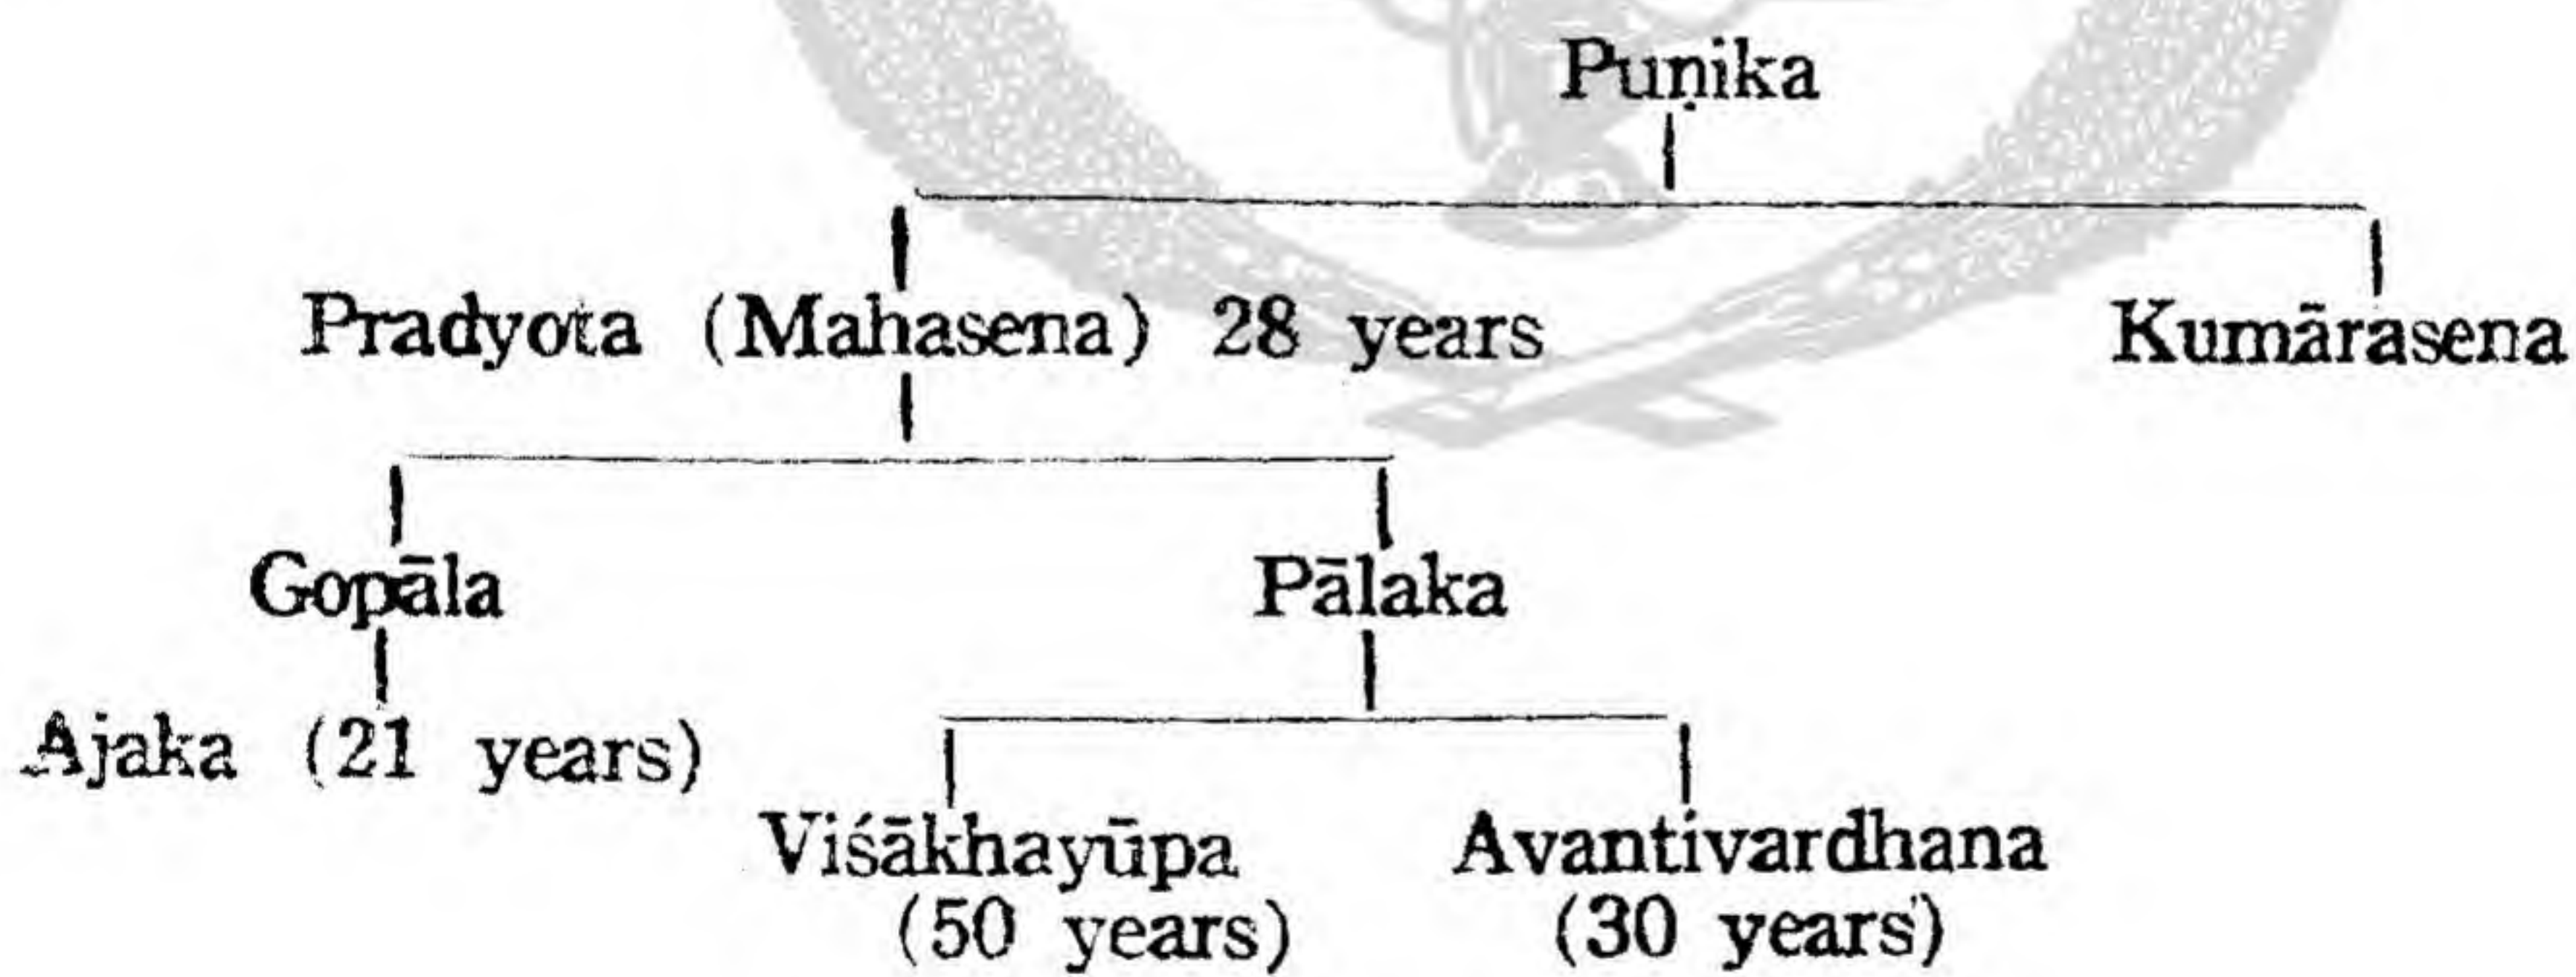 Puṇika
Pradyota (Mahasena) 28 years Kumārasena
Gopāla Pālaka
Ajaka (21 years)
Viśākhayūpa Avantivardhana
(50 years) (30 years)